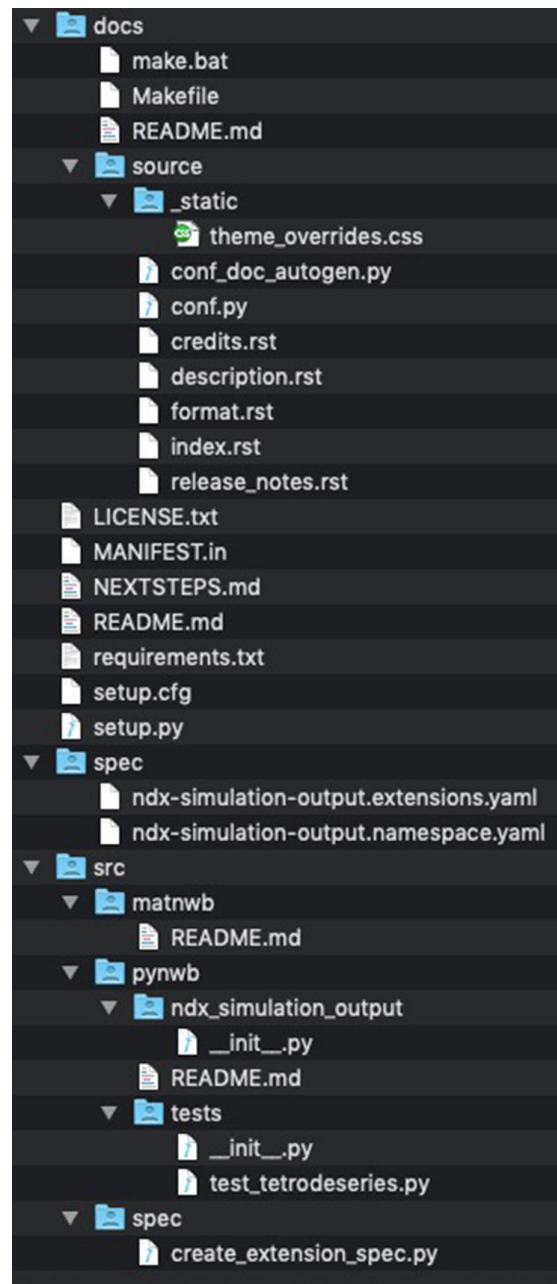 docs
make.bat
Makefile
README.md
source
_static
theme_overrides.css
conf_doc_autogen.py
conf.py
credits.rst
description.rst
format.rst
index.rst
release_notes.rst
LICENSE.txt
MANIFEST.in
NEXTSTEPS.md
README.md
requirements.txt
setup.cfg
setup.py
spec
ndx-simulation-output.extensions.yaml
ndx-simulation-output.namespace.yaml
src
matnwb
README.md
pynwb
ndx_simulation_output
__init__.py
README.md
tests
__init__.py
test_tetrodeseries.py
spec
create_extension_spec.py